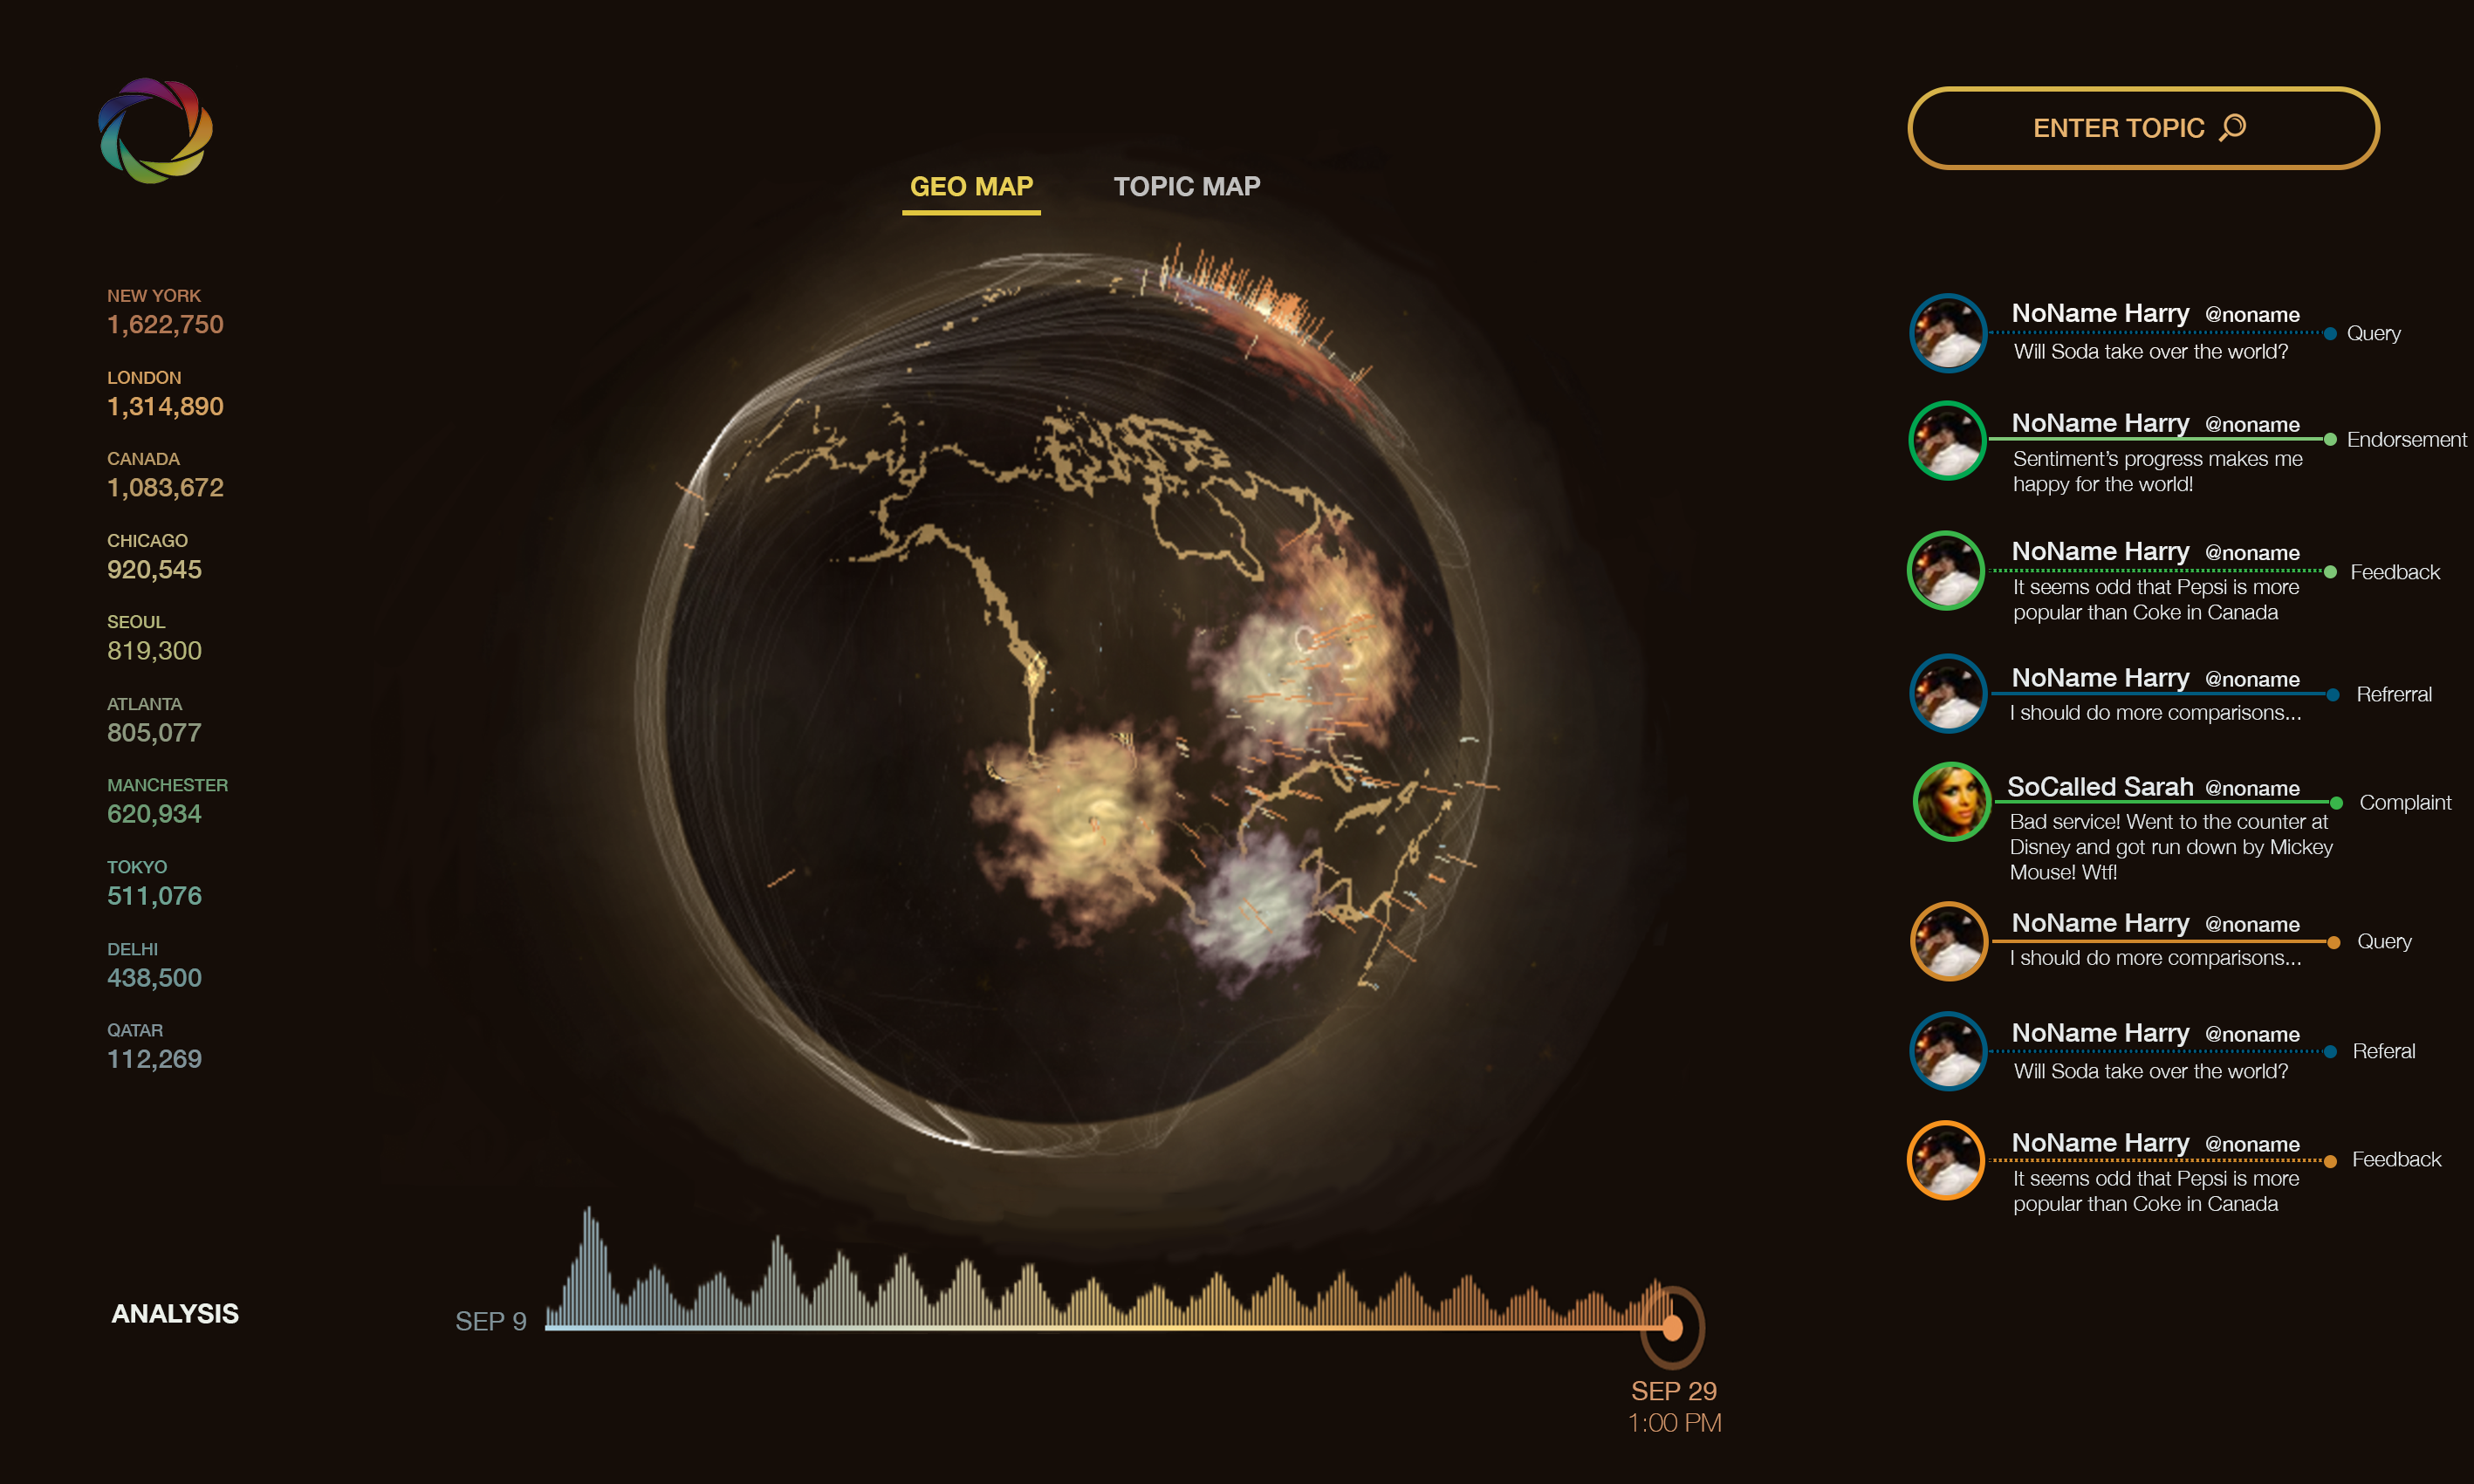 ENTER TOPIC
GEO MAP TOPIC MAP
NEW YORK
1,622,750
LONDON
1,314,890
CANADA
1,083,672
CHICAGO
920,545
SEOUL
819,300
ATLANTA
805,077
MANCHESTER
620,934
TOKYO
511,076
DELHI
438,500
QATAR
112,269
NoName Harry @noname
Query
Will Soda take over the world?
NoName Harry @noname
Endorsement
Sentiment's progress makes me
happy for the world!
NoName Harry @noname
Feedback
It seems odd that Pepsi is more
popular than Coke in Canada
NoName Harry @noname
Refrerral
I should do more comparisons...
SoCalled Sarah @noname
Complaint
Bad service! Went to the counter at
Disney and got run down by Mickey
Mouse! Wtf!
NoName Harry @noname
Query
I should do more comparisons...
NoName Harry @noname
Referal
Will Soda take over the world?
NoName Harry @noname
Feedback
It seems odd that Pepsi is more
popular than Coke in Canada
ANALYSIS
SEP 9
SEP 29
1:00 PM